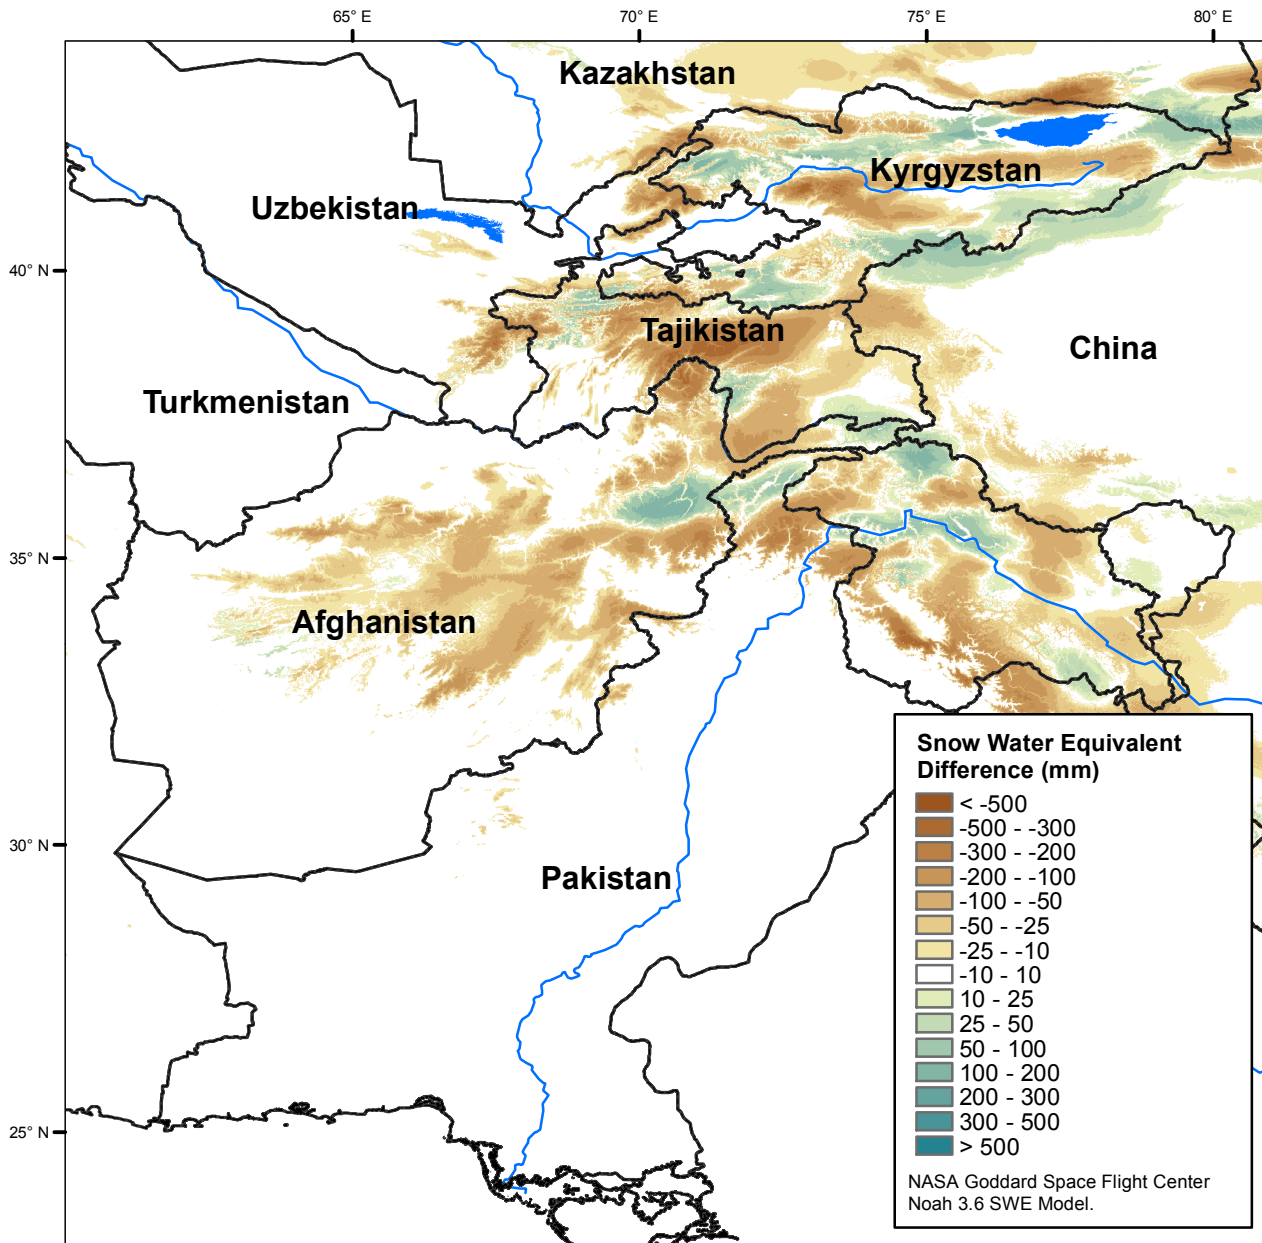 65° E
70° E
75° E
80° E
Kazakhstan
Kyrgyzstan
Uzbekistan
40° N
Tajikistan
China
Turkmenistan
35° N
Afghanistan
30° N
Pakistan
25° N
Snow Water Equivalent
Difference (mm)
< -500
-500 - -300
-300 - -200
-200 - -100
-100 - -50
-50 - -25
-25 - -10
-10 - 10
10 - 25
25 - 50
50 - 100
100 - 200
200 - 300
300 - 500
> 500
NASA Goddard Space Flight Center
Noah 3.6 SWE Model.